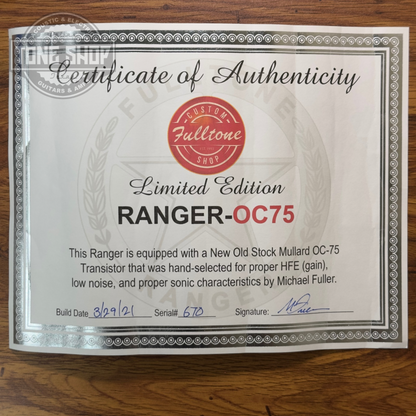 TONE SHOP
GUITARS & AMPS
Certificate of Authenticity
CUSTOM
Fulltone
SHOP
Limited Edition
RANGER-OC75
This Ranger is equipped with a New Old Stock Mullard OC-75
Transistor that was hand-selected for proper HFE (gain),
low noise, and proper sonic characteristics by Michael Fuller.
Build Date 3/29/21 Serial# 670 Signature:
FULLTONE
RANGER